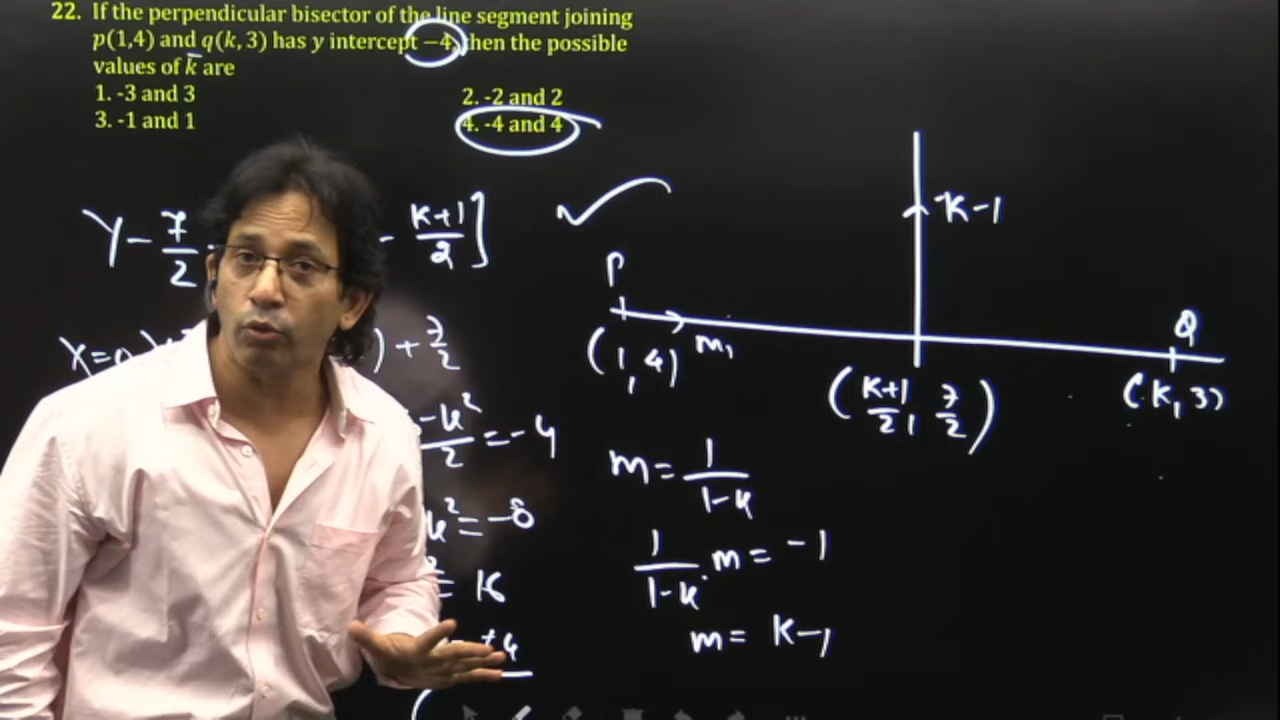 22. If the perpendicular bisector of the line segment joining
p(1,4) and q(k, 3) has y intercept −4, then the possible
values of k are
1. -3 and 3
2. -2 and 2
3. -1 and 1
4. -4 and 4
Y - 7/2
- (K+1)/2]
X=0
) + 7/2
-k²/2 = -4
k² = -8
= 16
±4
K-1
P
(1, 4)
m₁
((K+1)/2, 7/2)
Q
(K, 3)
m = 1/(1-k)
1/(1-k) . m = -1
m = K-1